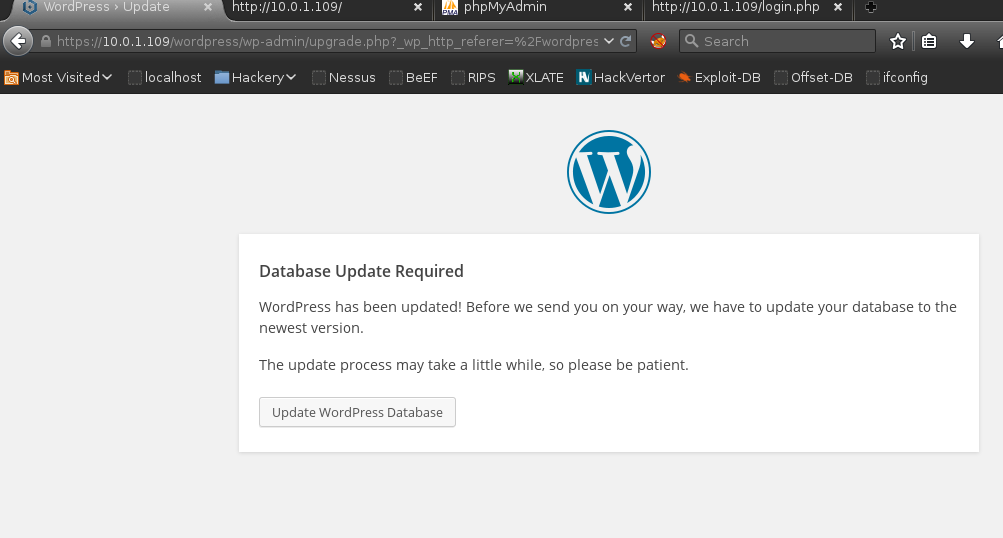 WordPress › Update
http://10.0.1.109/
phpMyAdmin
http://10.0.1.109/login.php
https://10.0.1.109/wordpress/wp-admin/upgrade.php?_wp_http_referer=%2Fwordpres
Search
Most Visited
localhost
Hackery
Nessus
BeEF
RIPS
XLATE
HackVertor
Exploit-DB
Offset-DB
ifconfig
W
Database Update Required
WordPress has been updated! Before we send you on your way, we have to update your database to the
newest version.
The update process may take a little while, so please be patient.
Update WordPress Database